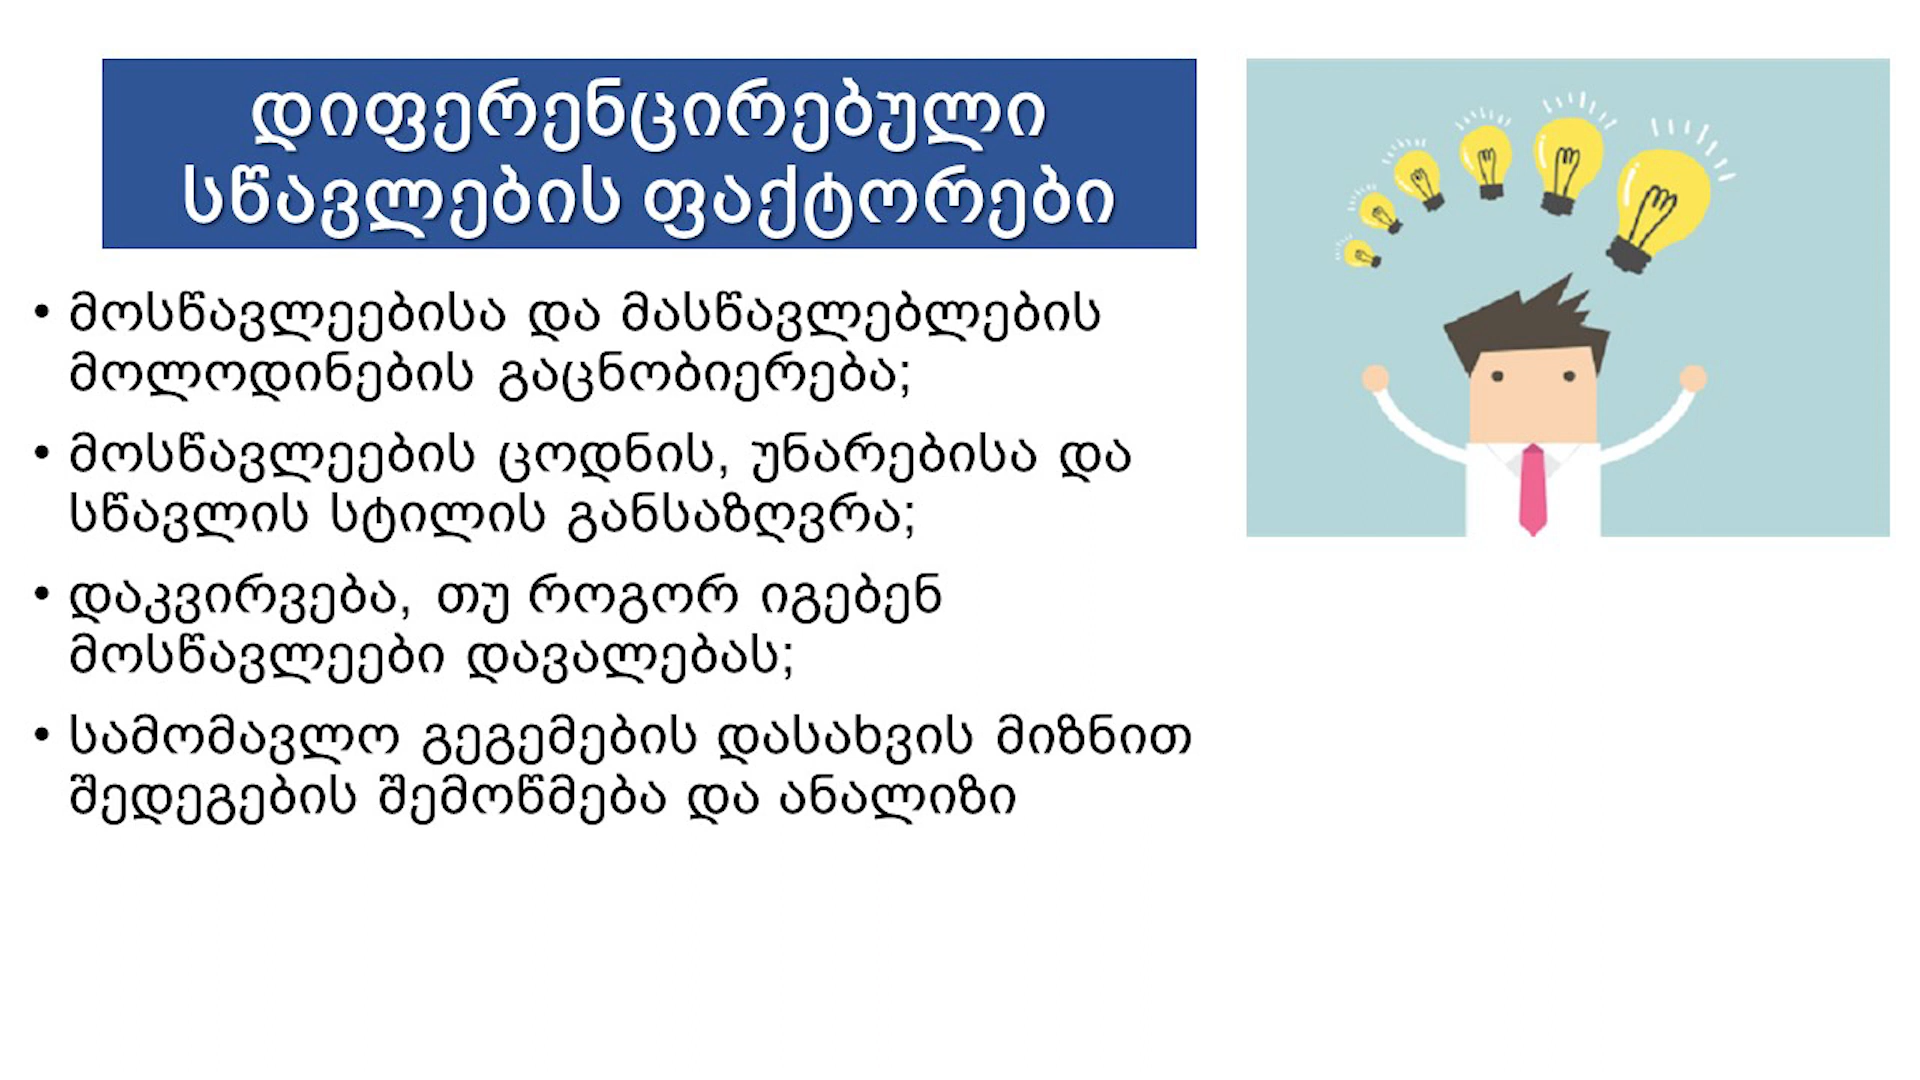 დიფერენცირებული
სწავლების ფაქტორები
• მოსწავლეებისა და მასწავლებლების
მოლოდინების გაცნობიერება;
• მოსწავლეების ცოდნის, უნარებისა და
სწავლის სტილის განსაზღვრა;
• დაკვირვება, თუ როგორ იგებენ
მოსწავლეები დავალებას;
• სამომავლო გეგემების დასახვის მიზნით
შედეგების შემოწმება და ანალიზი